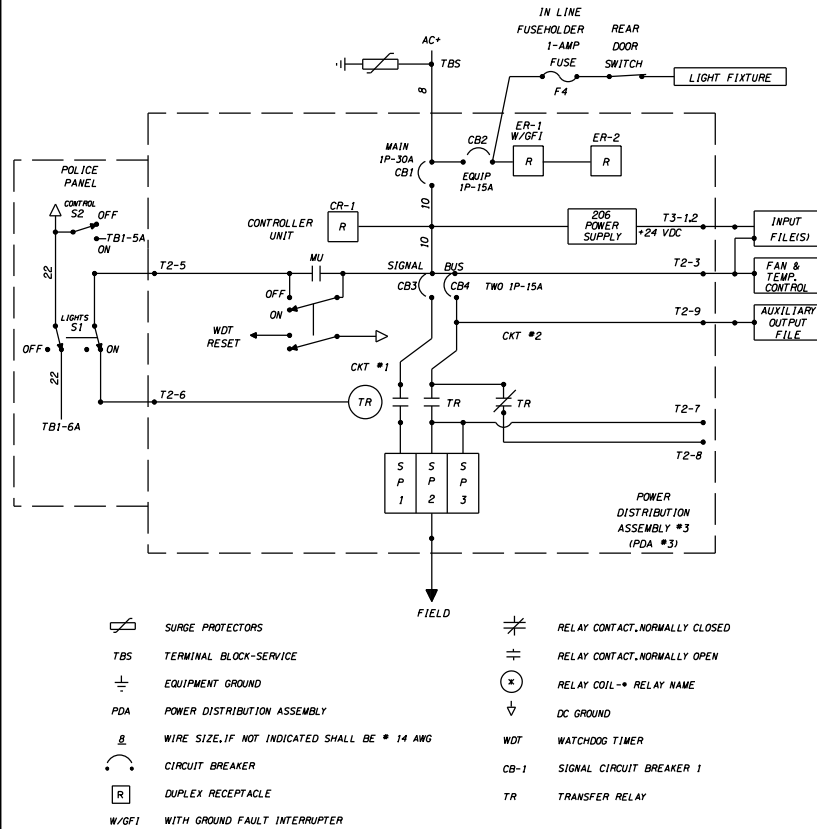 IN LINE
FUSEHOLDER
1-AMP
FUSE
F4
REAR
DOOR
SWITCH
LIGHT FIXTURE
AC+
TBS
8
MAIN
1P-30A
CB1
CB2
EQUIP
1P-15A
ER-1
W/GFI
R
ER-2
R
POLICE
PANEL
CONTROL
S2
OFF
TB1-5A
ON
22
LIGHTS
S1
OFF
ON
22
TB1-6A
10
CR-1
R
CONTROLLER
UNIT
10
206
POWER
SUPPLY
+24 VDC
T3-1,2
INPUT
FILE(S)
T2-5
MU
SIGNAL
BUS
CB3
CB4
TWO 1P-15A
T2-3
FAN &
TEMP.
CONTROL
OFF
ON
WDT
RESET
CKT #1
CKT #2
T2-9
AUXILIARY
OUTPUT
FILE
T2-6
TR
TR
TR
T2-7
T2-8
S
P
1
S
P
2
S
P
3
POWER
DISTRIBUTION
ASSEMBLY #3
(PDA #3)
FIELD
SURGE PROTECTORS
TBS TERMINAL BLOCK-SERVICE
EQUIPMENT GROUND
PDA POWER DISTRIBUTION ASSEMBLY
8 WIRE SIZE,IF NOT INDICATED SHALL BE # 14 AWG
CIRCUIT BREAKER
R DUPLEX RECEPTACLE
W/GFI WITH GROUND FAULT INTERRUPTER
RELAY CONTACT,NORMALLY CLOSED
RELAY CONTACT,NORMALLY OPEN
* RELAY COIL-* RELAY NAME
DC GROUND
WDT WATCHDOG TIMER
CB-1 SIGNAL CIRCUIT BREAKER 1
TR TRANSFER RELAY